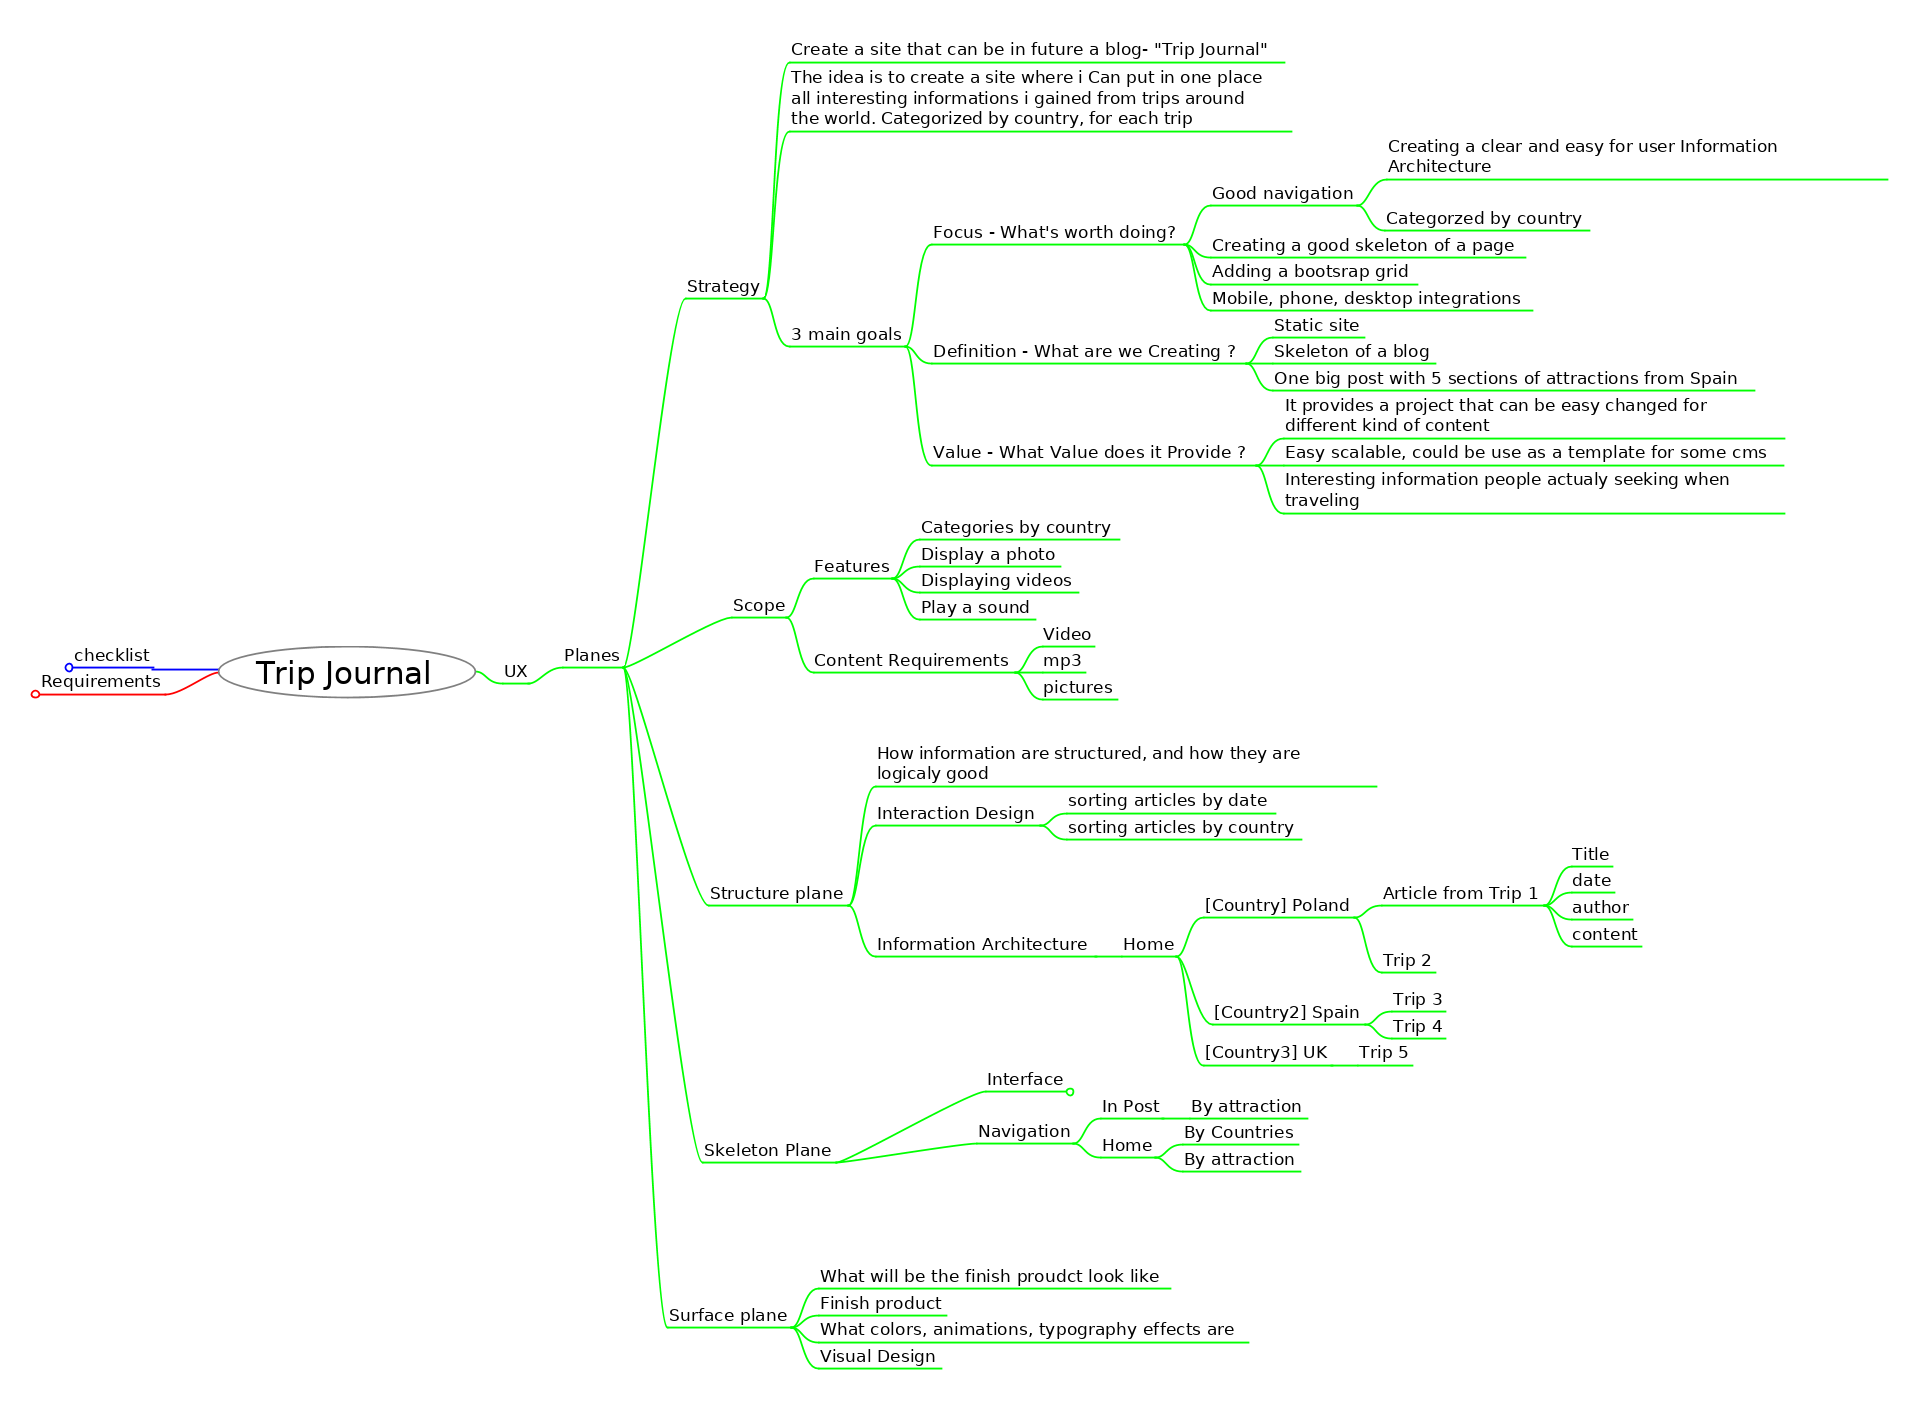 Create a site that can be in future a blog- "Trip Journal"
The idea is to create a site where i Can put in one place
all interesting informations i gained from trips around
the world. Categorized by country, for each trip
Creating a clear and easy for user Information
Architecture
Good navigation
Categorzed by country
Focus - What's worth doing?
Creating a good skeleton of a page
Adding a bootsrap grid
Strategy
Mobile, phone, desktop integrations
3 main goals
Static site
Definition - What are we Creating ?
Skeleton of a blog
One big post with 5 sections of attractions from Spain
It provides a project that can be easy changed for
different kind of content
Value - What Value does it Provide ?
Easy scalable, could be use as a template for some cms
Interesting information people actualy seeking when
traveling
Categories by country
Features
Display a photo
Displaying videos
Scope
Play a sound
Video
Content Requirements
mp3
pictures
checklist
Requirements
Trip Journal
UX
Planes
How information are structured, and how they are
logicaly good
Interaction Design
sorting articles by date
sorting articles by country
Structure plane
Title
[Country] Poland
Article from Trip 1
date
author
content
Information Architecture
Home
Trip 2
[Country2] Spain
Trip 3
Trip 4
[Country3] UK
Trip 5
Interface
In Post
By attraction
Navigation
Home
By Countries
By attraction
Skeleton Plane
What will be the finish proudct look like
Finish product
Surface plane
What colors, animations, typography effects are
Visual Design